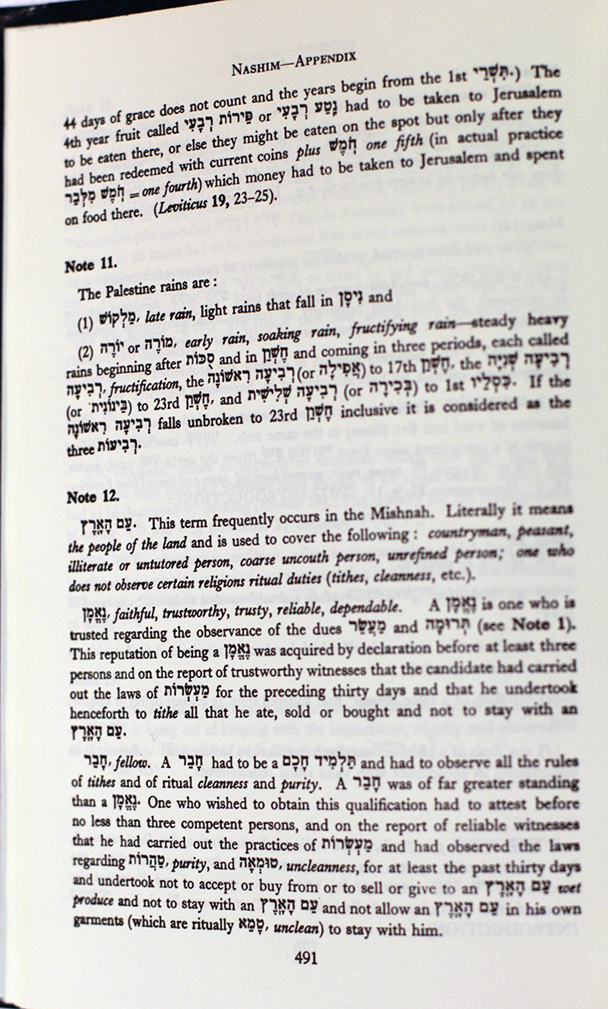 NASHIM—APPENDIX
44 days of grace does not count and the years begin from the 1st תִּשְׁרֵי.) The
4th year fruit called פֵּירוֹת רְבָעִי or נֶטַע רְבָעִי had to be taken to Jerusalem
to be eaten there, or else they might be eaten on the spot but only after they
had been redeemed with current coins plus חֹמֶשׁ one fifth (in actual practice
חֹמֶשׁ מִלְּבַר = one fourth) which money had to be taken to Jerusalem and spent
on food there. (Leviticus 19, 23–25).
Note 11.
The Palestine rains are :
(1) מַלְקוֹשׁ, late rain, light rains that fall in נִיסָן and
(2) יוֹרֶה or מוֹרֶה, early rain, soaking rain, fructifying rain—steady heavy
rains beginning after סֻכּוֹת and in חֶשְׁוָן and coming in three periods, each called
רְבִיעָה, fructification, the רְבִיעָה רִאשׁוֹנָה (or אֲפִילָה) to 17th חֶשְׁוָן, the רְבִיעָה שְׁנִיָּה
(or בֵּינוֹנִית) to 23rd חֶשְׁוָן, and רְבִיעָה שְׁלִישִׁית (or בְּכִירָה) to 1st כִּסְלֵיו. If the
רְבִיעָה רִאשׁוֹנָה falls unbroken to 23rd חֶשְׁוָן inclusive it is considered as the
three רְבִיעוֹת.
Note 12.
עַם הָאָרֶץ. This term frequently occurs in the Mishnah. Literally it means
the people of the land and is used to cover the following : countryman, peasant,
illiterate or untutored person, coarse uncouth person, unrefined person; one who
does not observe certain religions ritual duties (tithes, cleanness, etc.).
נֶאֱמָן, faithful, trustworthy, trusty, reliable, dependable. A נֶאֱמָן is one who is
trusted regarding the observance of the dues מַעֲשֵׂר and תְּרוּמָה (see Note 1).
This reputation of being a נֶאֱמָן was acquired by declaration before at least three
persons and on the report of trustworthy witnesses that the candidate had carried
out the laws of מַעְשְׂרוֹת for the preceding thirty days and that he undertook
henceforth to tithe all that he ate, sold or bought and not to stay with an
עַם הָאָרֶץ.
חָבֵר, fellow. A חָבֵר had to be a תַּלְמִיד חָכָם and had to observe all the rules
of tithes and of ritual cleanness and purity. A חָבֵר was of far greater standing
than a נֶאֱמָן. One who wished to obtain this qualification had to attest before
no less than three competent persons, and on the report of reliable witnesses
that he had carried out the practices of מַעְשְׂרוֹת and had observed the laws
regarding טָהֳרוֹת, purity, and טוּמְאָה, uncleanness, for at least the past thirty days
and undertook not to accept or buy from or to sell or give to an עַם הָאָרֶץ wet
produce and not to stay with an עַם הָאָרֶץ and not allow an עַם הָאָרֶץ in his own
garments (which are ritually טָמֵא, unclean) to stay with him.
491